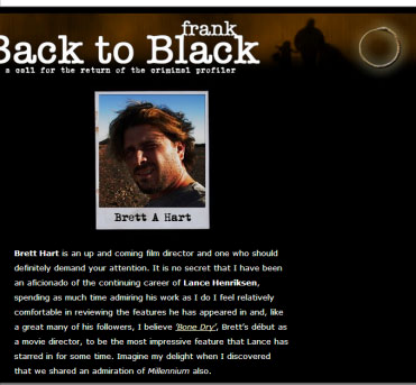 frank
Back to Black
a call for the return of the criminal profiler
Brett A Hart
Brett Hart is an up and coming film director and one who should
definitely demand your attention. It is no secret that I have been
an aficionado of the continuing career of Lance Henriksen,
spending as much time admiring his work as I do I feel relatively
comfortable in reviewing the features he has appeared in and, like
a great many of his followers, I believe 'Bone Dry', Brett's début as
a movie director, to be the most impressive feature that Lance has
starred in for some time. Imagine my delight when I discovered
that we shared an admiration of Millennium also.